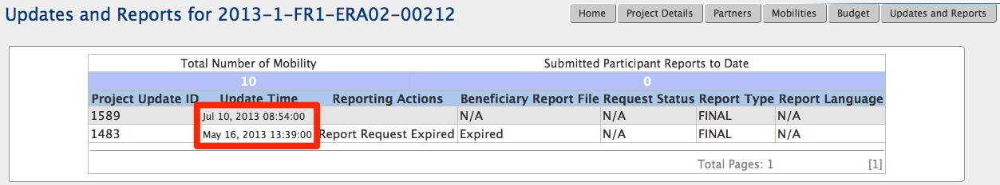 Updates and Reports for 2013-1-FR1-ERA02-00212
Home Project Details Partners Mobilities Budget Updates and Reports
Total Number of Mobility Submitted Participant Reports to Date
10 0
Project Update ID Update Time Reporting Actions Beneficiary Report File Request Status Report Type Report Language
1589 Jul 10, 2013 08:54:00 N/A N/A FINAL N/A
1483 May 16, 2013 13:39:00 Report Request Expired Expired N/A FINAL N/A
Total Pages: 1 [1]